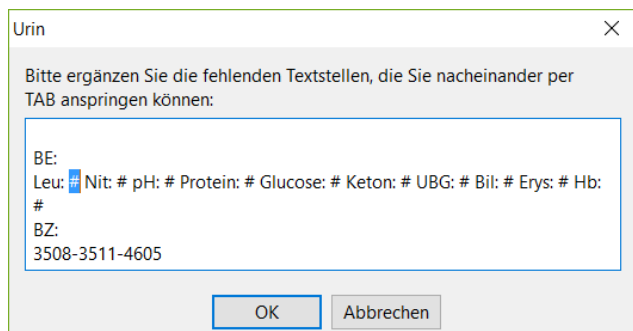 Urin
Bitte ergänzen Sie die fehlenden Textstellen, die Sie nacheinander per
TAB anspringen können:
BE:
Leu: # Nit: # pH: # Protein: # Glucose: # Keton: # UBG: # Bil: # Erys: # Hb:
#
BZ:
3508-3511-4605
OK Abbrechen